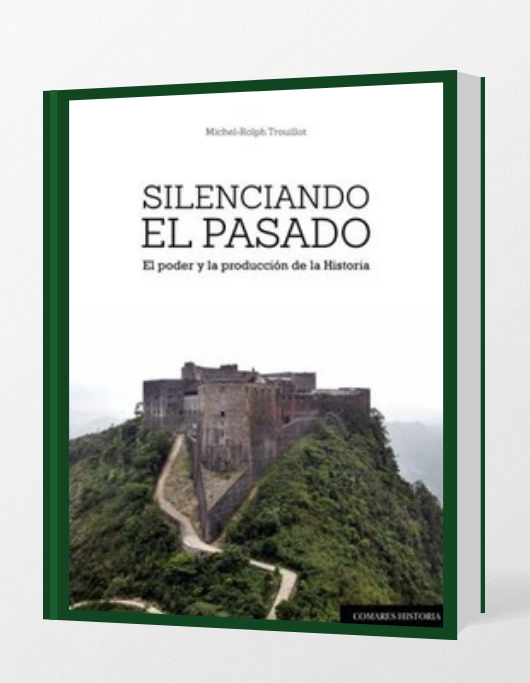 Michel-Rolph Trouillot
SILENCIANDO
EL PASADO
El poder y la producción de la Historia
COMARES HISTORIA